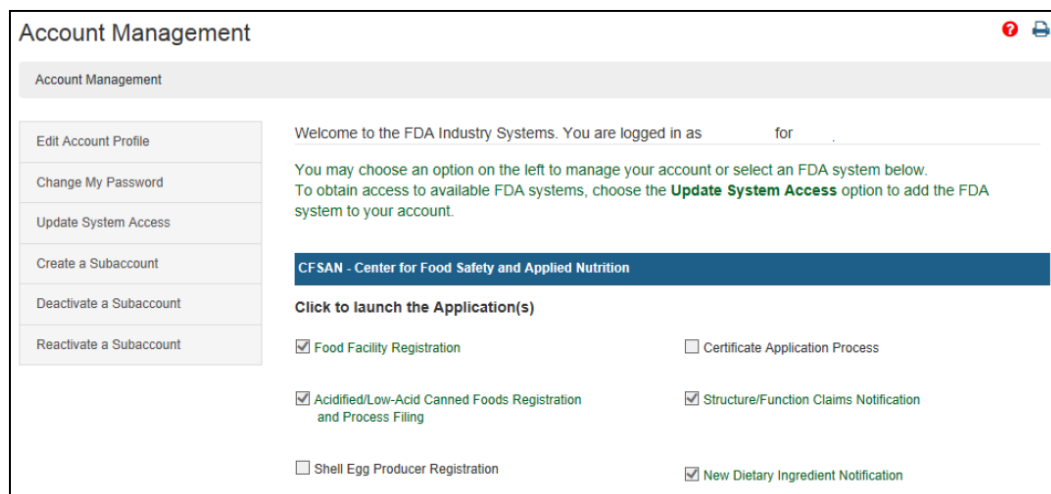 Account Management
Account Management
Edit Account Profile
Change My Password
Update System Access
Create a Subaccount
Deactivate a Subaccount
Reactivate a Subaccount
Welcome to the FDA Industry Systems. You are logged in as for .
You may choose an option on the left to manage your account or select an FDA system below.
To obtain access to available FDA systems, choose the Update System Access option to add the FDA
system to your account.
CFSAN - Center for Food Safety and Applied Nutrition
Click to launch the Application(s)
Food Facility Registration
Certificate Application Process
Acidified/Low-Acid Canned Foods Registration
and Process Filing
Structure/Function Claims Notification
Shell Egg Producer Registration
New Dietary Ingredient Notification